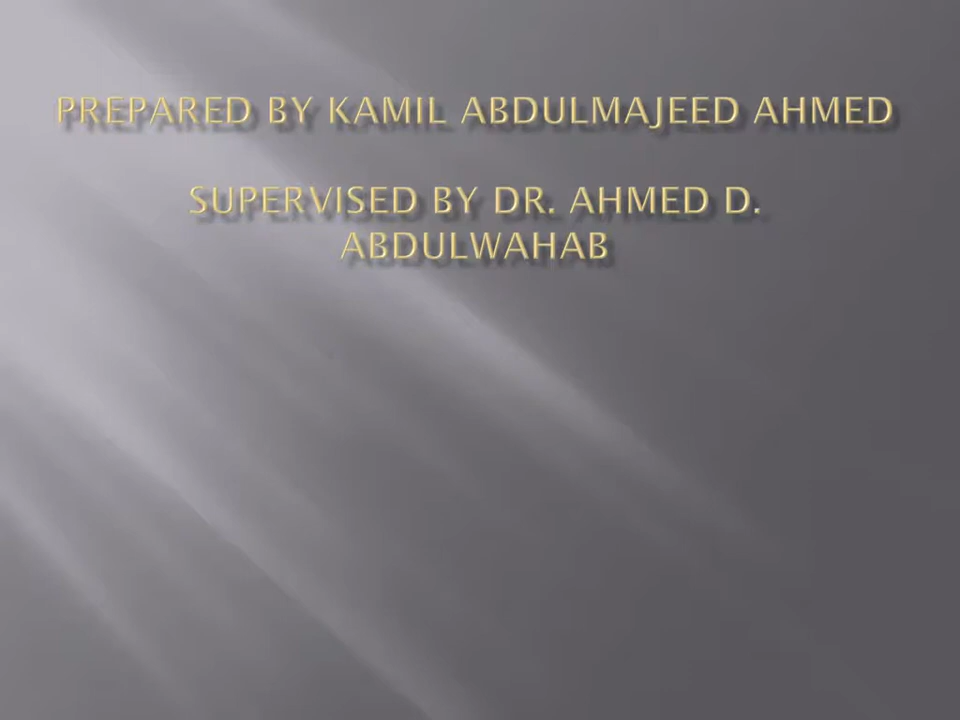 PREPARED BY KAMIL ABDULMAJEED AHMED
SUPERVISED BY DR. AHMED D.
ABDULWAHAB